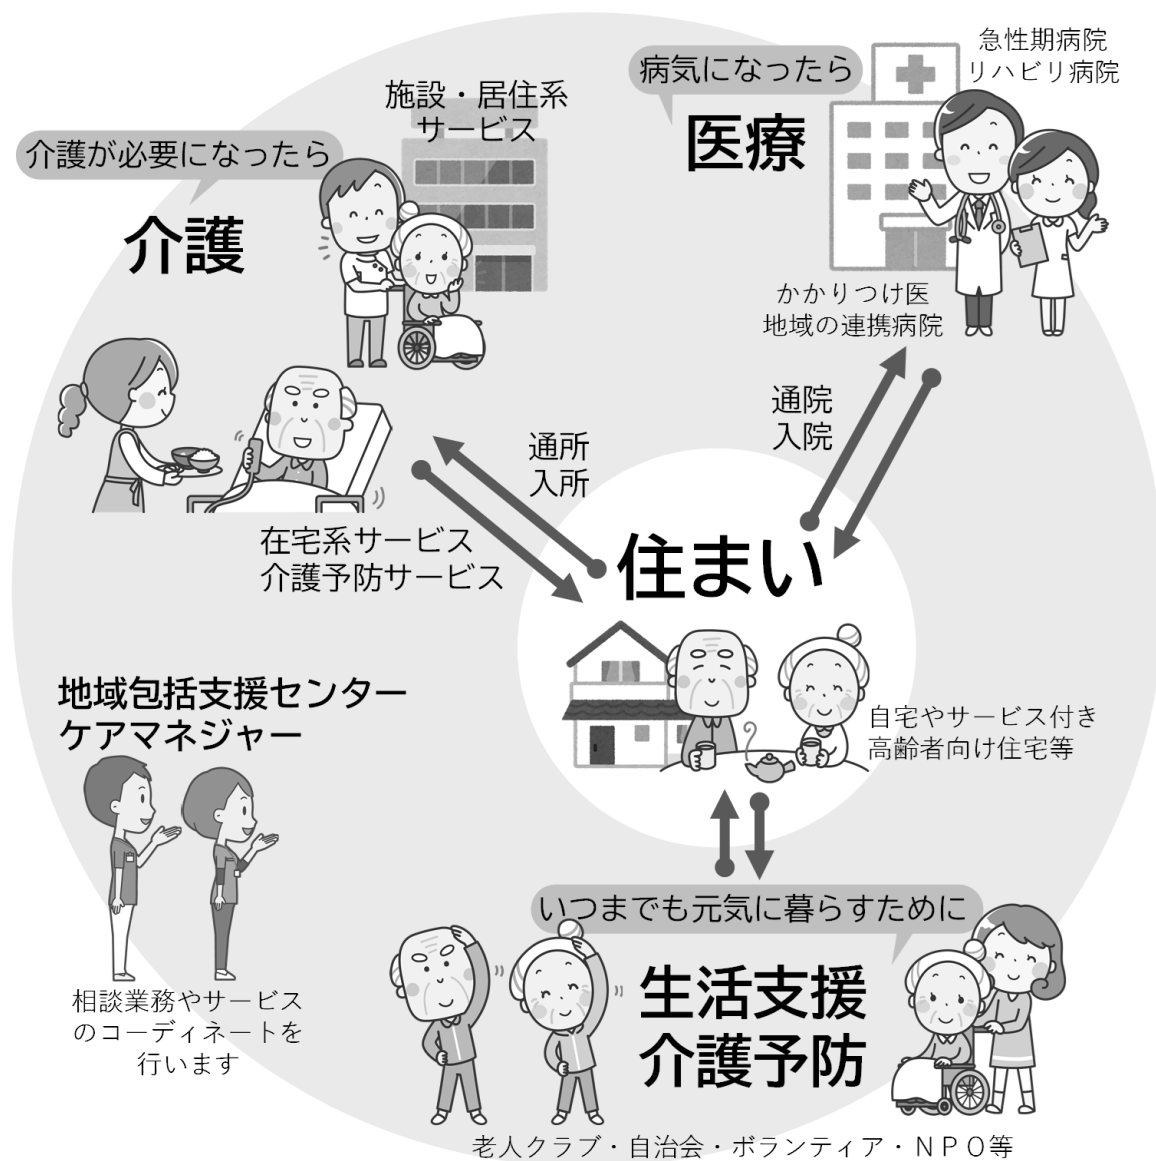 病気になったら
医療
急性期病院
リハビリ病院
かかりつけ医
地域の連携病院
介護が必要になったら
介護
施設・居住系
サービス
在宅系サービス
介護予防サービス
通所
入所
通院
入院
住まい
自宅やサービス付き
高齢者向け住宅等
地域包括支援センター
ケアマネジャー
相談業務やサービス
のコーディネートを
行います
いつまでも元気に暮らすために
生活支援
介護予防
老人クラブ・自治会・ボランティア・ＮＰＯ等